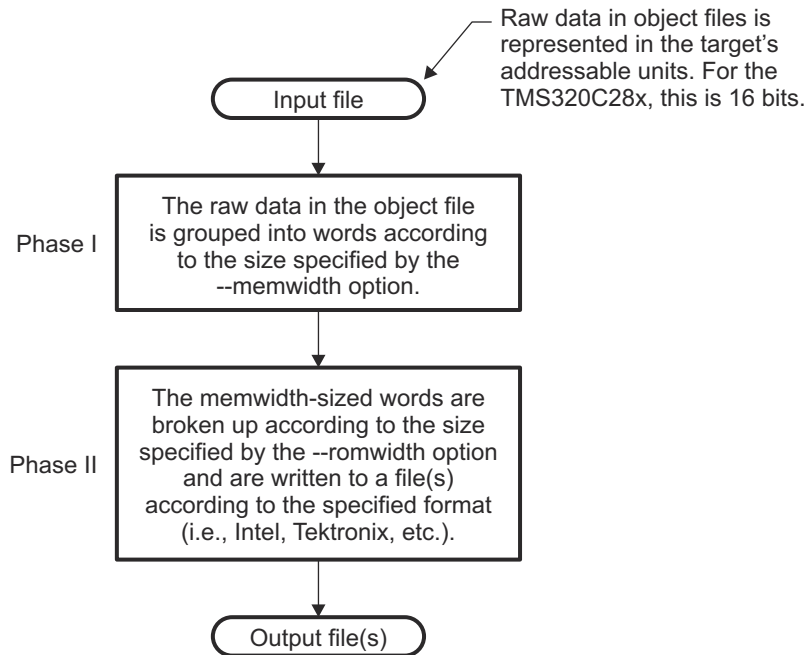 Raw data in object files is
represented in the target's
addressable units. For the
TMS320C28x, this is 16 bits.
Input file
Phase I
The raw data in the object file
is grouped into words according
to the size specified by the
--memwidth option.
Phase II
The memwidth-sized words are
broken up according to the size
specified by the --romwidth option
and are written to a file(s)
according to the specified format
(i.e., Intel, Tektronix, etc.).
Output file(s)